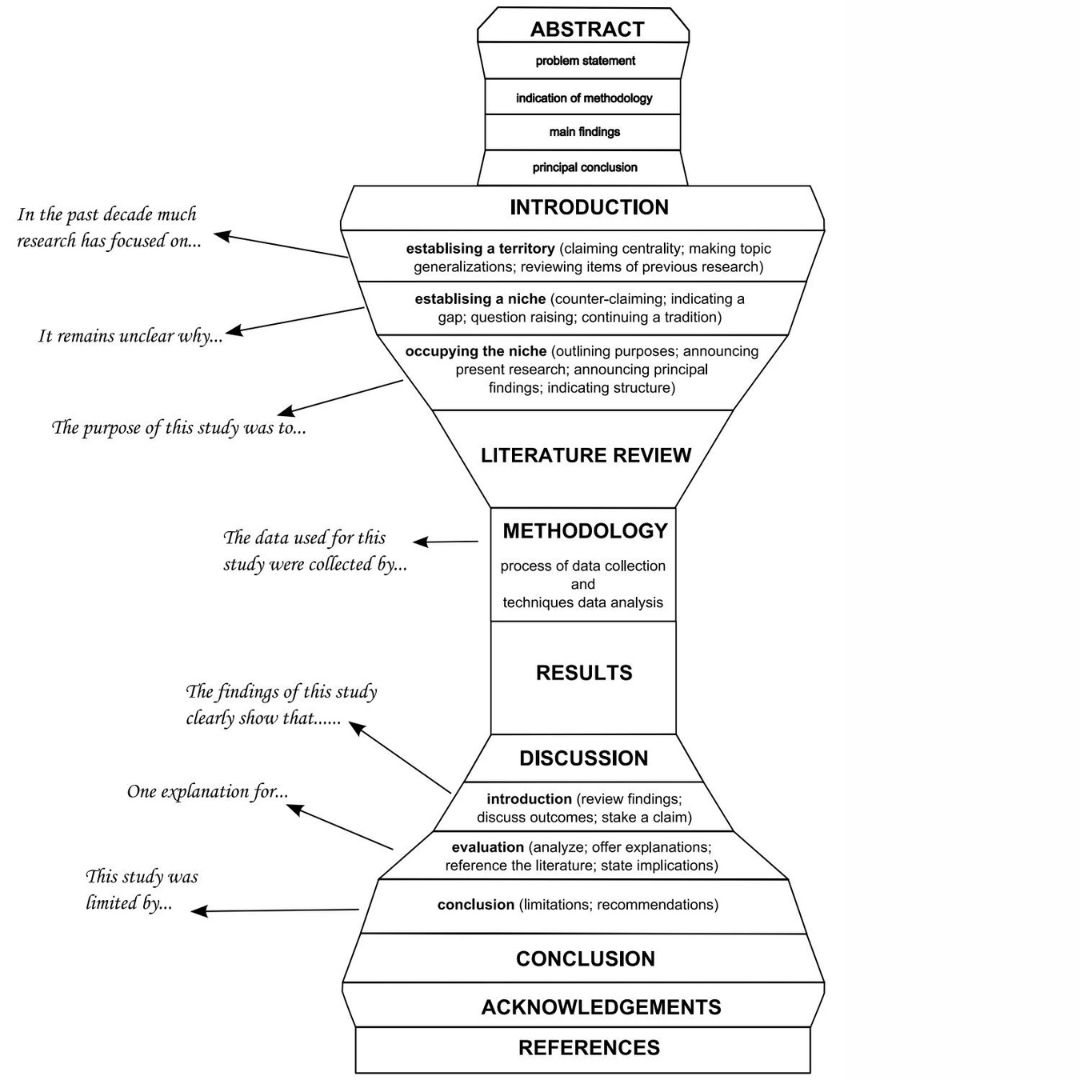 ABSTRACT
problem statement
indication of methodology
main findings
principal conclusion
INTRODUCTION
In the past decade much
research has focused on...
establising a territory (claiming centrality; making topic
generalizations; reviewing items of previous research)
establising a niche (counter-claiming; indicating a
gap; question raising; continuing a tradition)
It remains unclear why...
occupying the niche (outlining purposes; announcing
present research; announcing principal
findings; indicating structure)
The purpose of this study was to...
LITERATURE REVIEW
METHODOLOGY
The data used for this
study were collected by...
process of data collection
and
techniques data analysis
RESULTS
The findings of this study
clearly show that......
DISCUSSION
introduction (review findings;
discuss outcomes; stake a claim)
One explanation for...
evaluation (analyze; offer explanations;
reference the literature; state implications)
This study was
limited by...
conclusion (limitations; recommendations)
CONCLUSION
ACKNOWLEDGEMENTS
REFERENCES